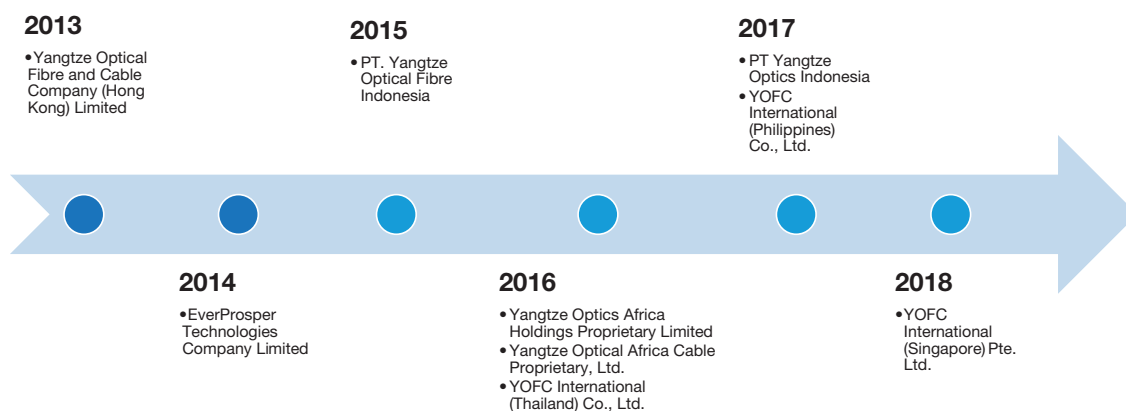 2013
•Yangtze Optical
Fibre and Cable
Company (Hong
Kong) Limited
2014
•EverProsper
Technologies
Company Limited
2015
• PT. Yangtze
Optical Fibre
Indonesia
2016
• Yangtze Optics Africa
Holdings Proprietary Limited
• Yangtze Optical Africa Cable
Proprietary, Ltd.
• YOFC International
(Thailand) Co., Ltd.
2017
• PT Yangtze
Optics Indonesia
• YOFC
International
(Philippines)
Co., Ltd.
2018
•YOFC
International
(Singapore) Pte.
Ltd.